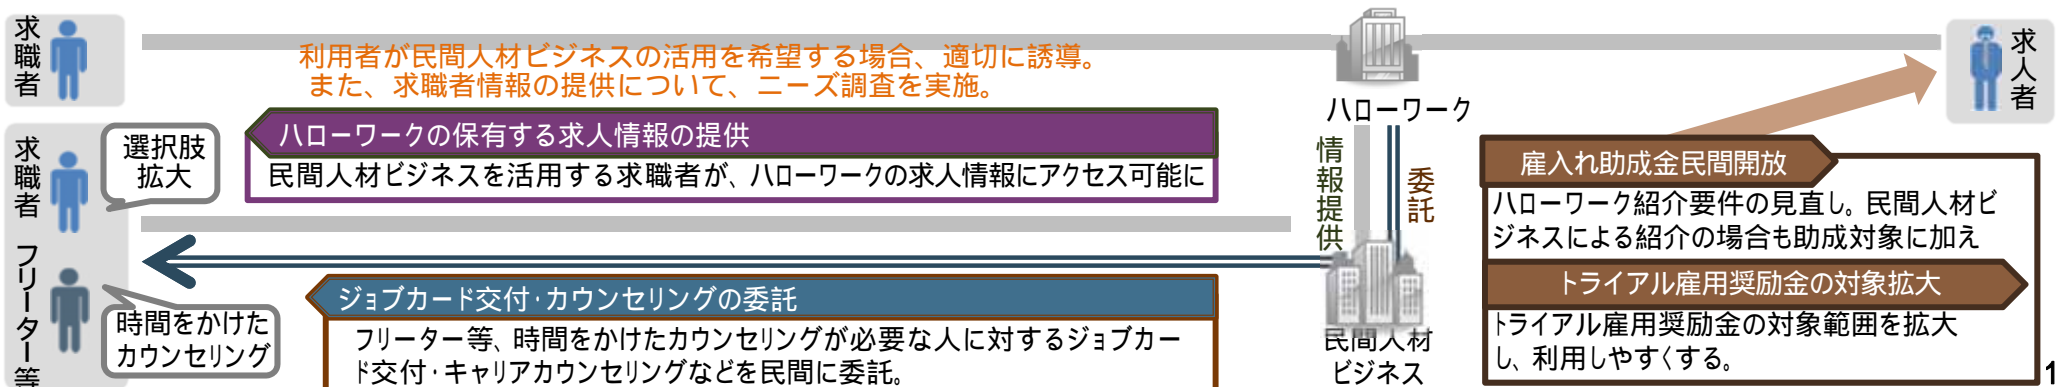 求職者
利用者が民間人材ビジネスの活用を希望する場合、適切に誘導。
また、求職者情報の提供について、ニーズ調査を実施。
ハローワーク
求人者
求職者
選択肢
拡大
ハローワークの保有する求人情報の提供
民間人材ビジネスを活用する求職者が、ハローワークの求人情報にアクセス可能に
情報提供
委託
雇入れ助成金民間開放
ハローワーク紹介要件の見直し。民間人材ビ
ジネスによる紹介の場合も助成対象に加え
フリーター等
時間をかけた
カウンセリング
ジョブカード交付・カウンセリングの委託
フリーター等、時間をかけたカウンセリングが必要な人に対するジョブカー
ド交付・キャリアカウンセリングなどを民間に委託。
民間人材
ビジネス
トライアル雇用奨励金の対象拡大
トライアル雇用奨励金の対象範囲を拡大
し、利用しやすくする。
1